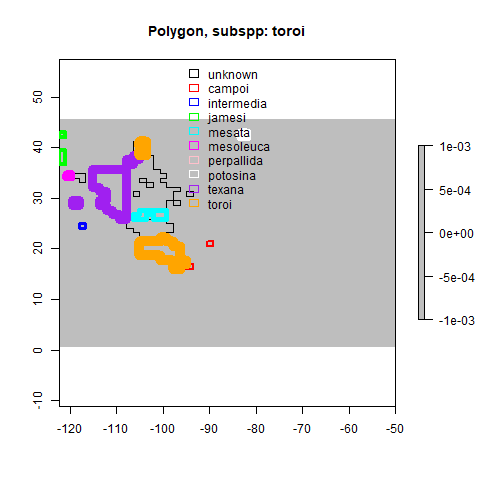 Polygon, subspp: toroi
unknown
campoi
intermedia
jamesi
mesata
mesoleuca
perpallida
potosina
texana
toroi
50
40
30
20
10
0
-10
-120 -110 -100 -90 -80 -70 -60 -50
1e-03
5e-04
0e+00
-5e-04
-1e-03